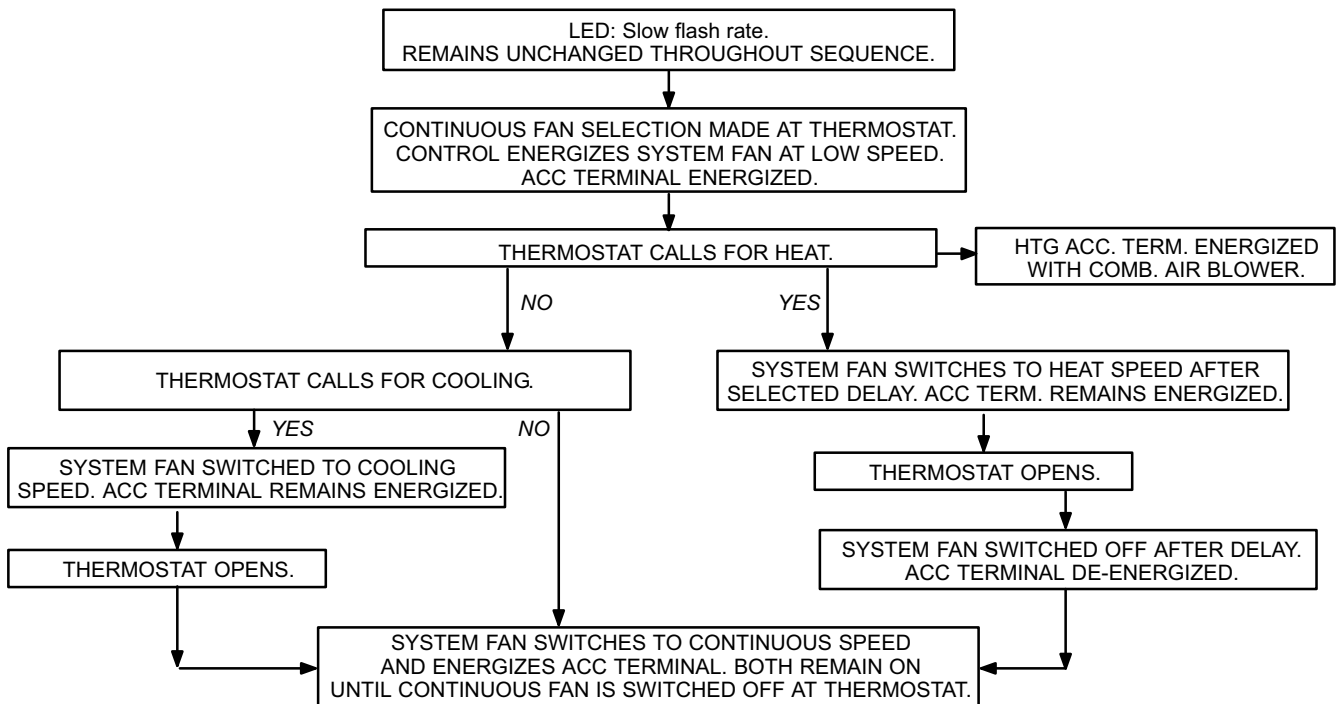 LED: Slow flash rate.
REMAINS UNCHANGED THROUGHOUT SEQUENCE.
CONTINUOUS FAN SELECTION MADE AT THERMOSTAT.
CONTROL ENERGIZES SYSTEM FAN AT LOW SPEED.
ACC TERMINAL ENERGIZED.
THERMOSTAT CALLS FOR HEAT.
HTG ACC. TERM. ENERGIZED
WITH COMB. AIR BLOWER.
NO
YES
THERMOSTAT CALLS FOR COOLING.
SYSTEM FAN SWITCHES TO HEAT SPEED AFTER
SELECTED DELAY. ACC TERM. REMAINS ENERGIZED.
YES
NO
SYSTEM FAN SWITCHED TO COOLING
SPEED. ACC TERMINAL REMAINS ENERGIZED.
THERMOSTAT OPENS.
THERMOSTAT OPENS.
SYSTEM FAN SWITCHED OFF AFTER DELAY.
ACC TERMINAL DE-ENERGIZED.
SYSTEM FAN SWITCHES TO CONTINUOUS SPEED
AND ENERGIZES ACC TERMINAL. BOTH REMAIN ON
UNTIL CONTINUOUS FAN IS SWITCHED OFF AT THERMOSTAT.